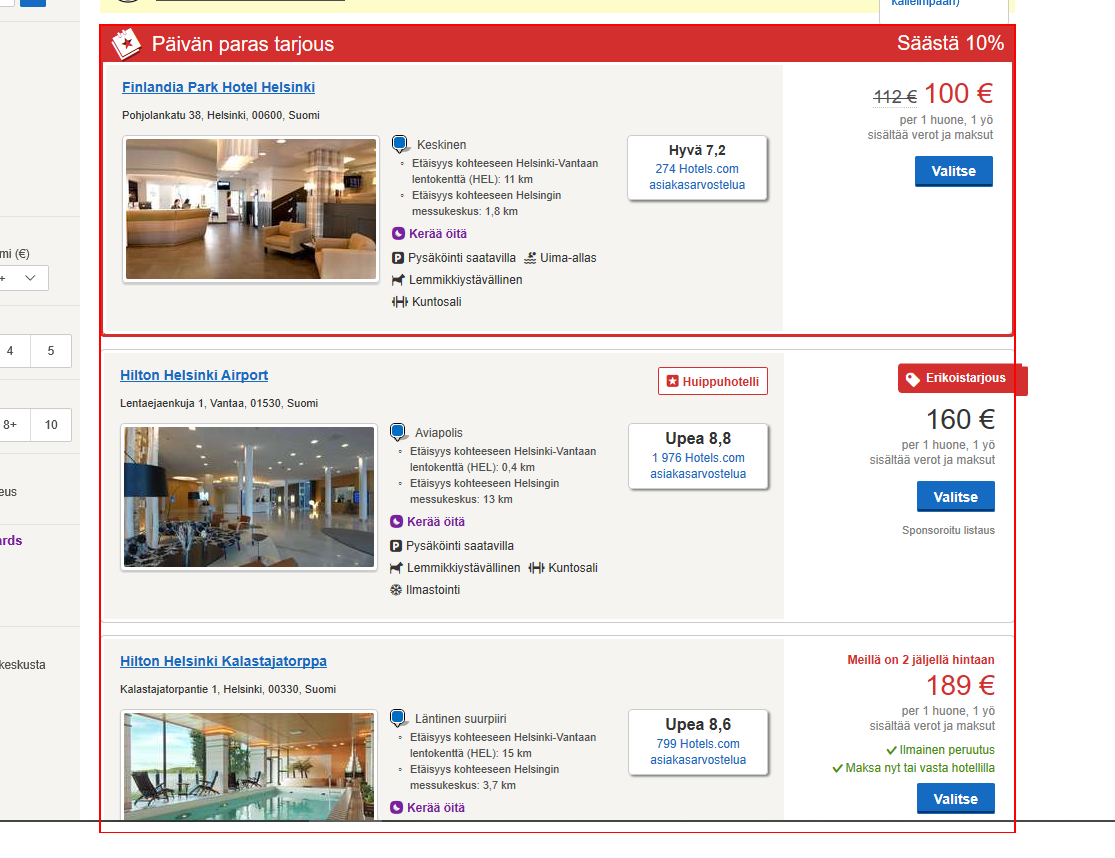 kalleimpaan)
Päivän paras tarjous
Säästä 10%
Finlandia Park Hotel Helsinki
Pohjolankatu 38, Helsinki, 00600, Suomi
Keskinen
Etäisyys kohteeseen Helsinki-Vantaan
lentokenttä (HEL): 11 km
Etäisyys kohteeseen Helsingin
messukeskus: 1,8 km
Kerää öitä
Pysäköinti saatavilla Uima-allas
Lemmikkiystävällinen
Kuntosali
Hyvä 7,2
274 Hotels.com
asiakasarvostelua
112 € 100 €
per 1 huone, 1 yö
sisältää verot ja maksut
Valitse
mi (€)
+
4 5
8+ 10
eus
ards
keskusta
Hilton Helsinki Airport
Huippuhotelli
Lentaejaenkuja 1, Vantaa, 01530, Suomi
Aviapolis
Etäisyys kohteeseen Helsinki-Vantaan
lentokenttä (HEL): 0,4 km
Etäisyys kohteeseen Helsingin
messukeskus: 13 km
Kerää öitä
Pysäköinti saatavilla
Lemmikkiystävällinen Kuntosali
Ilmastointi
Upea 8,8
1 976 Hotels.com
asiakasarvostelua
Erikoistarjous
160 €
per 1 huone, 1 yö
sisältää verot ja maksut
Valitse
Sponsoroitu listaus
Hilton Helsinki Kalastajatorppa
Kalastajatorpantie 1, Helsinki, 00330, Suomi
Läntinen suurpiiri
Etäisyys kohteeseen Helsinki-Vantaan
lentokenttä (HEL): 15 km
Etäisyys kohteeseen Helsingin
messukeskus: 3,7 km
Kerää öitä
Upea 8,6
799 Hotels.com
asiakasarvostelua
Meillä on 2 jäljellä hintaan
189 €
per 1 huone, 1 yö
sisältää verot ja maksut
Ilmainen peruutus
Maksa nyt tai vasta hotellilla
Valitse